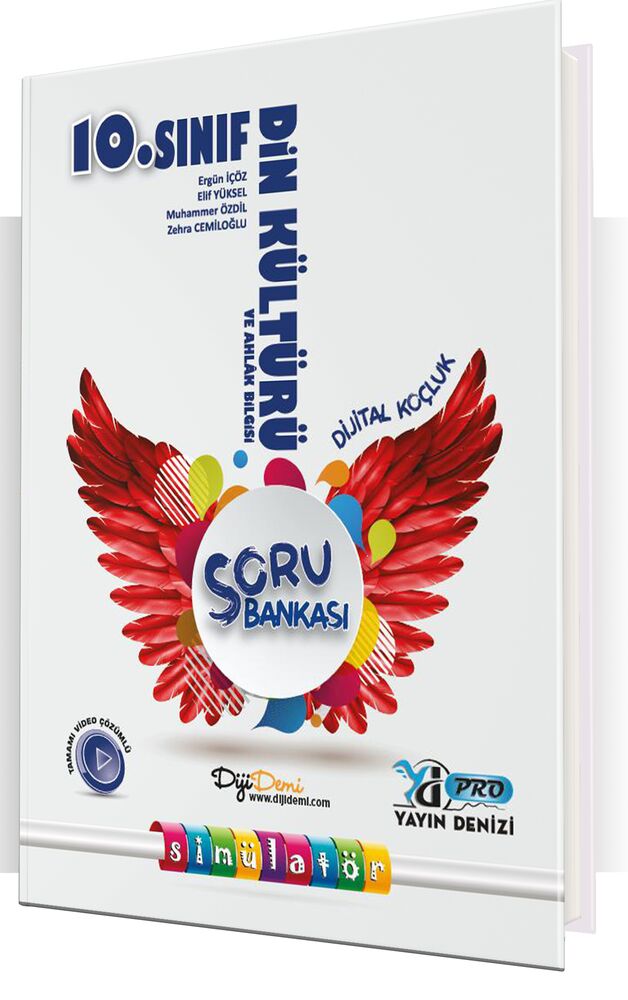 10.SINIF
Ergün İÇÖZ
Elif YÜKSEL
Muhammer ÖZDİL
Zehra CEMİLOĞLU
DİN KÜLTÜRÜ
VE AHLÂK BİLGİSİ
DİJİTAL KOÇLUK
SORU
BANKASI
TAMAMI VİDEO ÇÖZÜMLÜ
DijiDemi
www.dijidemi.com
YD PRO
YAYIN DENİZİ
simülatör